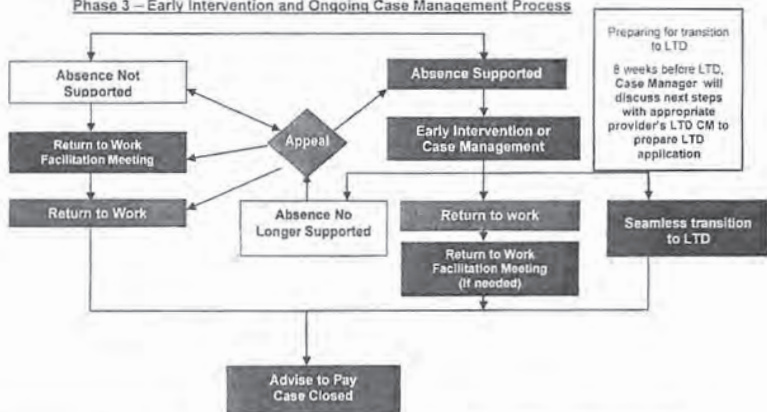 Phase 3 – Early Intervention and Ongoing Case Management Process
Preparing for transition
to LTD
8 weeks before LTD,
Case Manager will
discuss next steps
with appropriate
provider's LTD CM to
prepare LTD
application
Absence Not
Supported
Absence Supported
Appeal
Return to Work
Facilitation Meeting
Early Intervention or
Case Management
Return to Work
Absence No
Longer Supported
Return to work
Seamless transition
to LTD
Return to Work
Facilitation Meeting
(If needed)
Advise to Pay
Case Closed